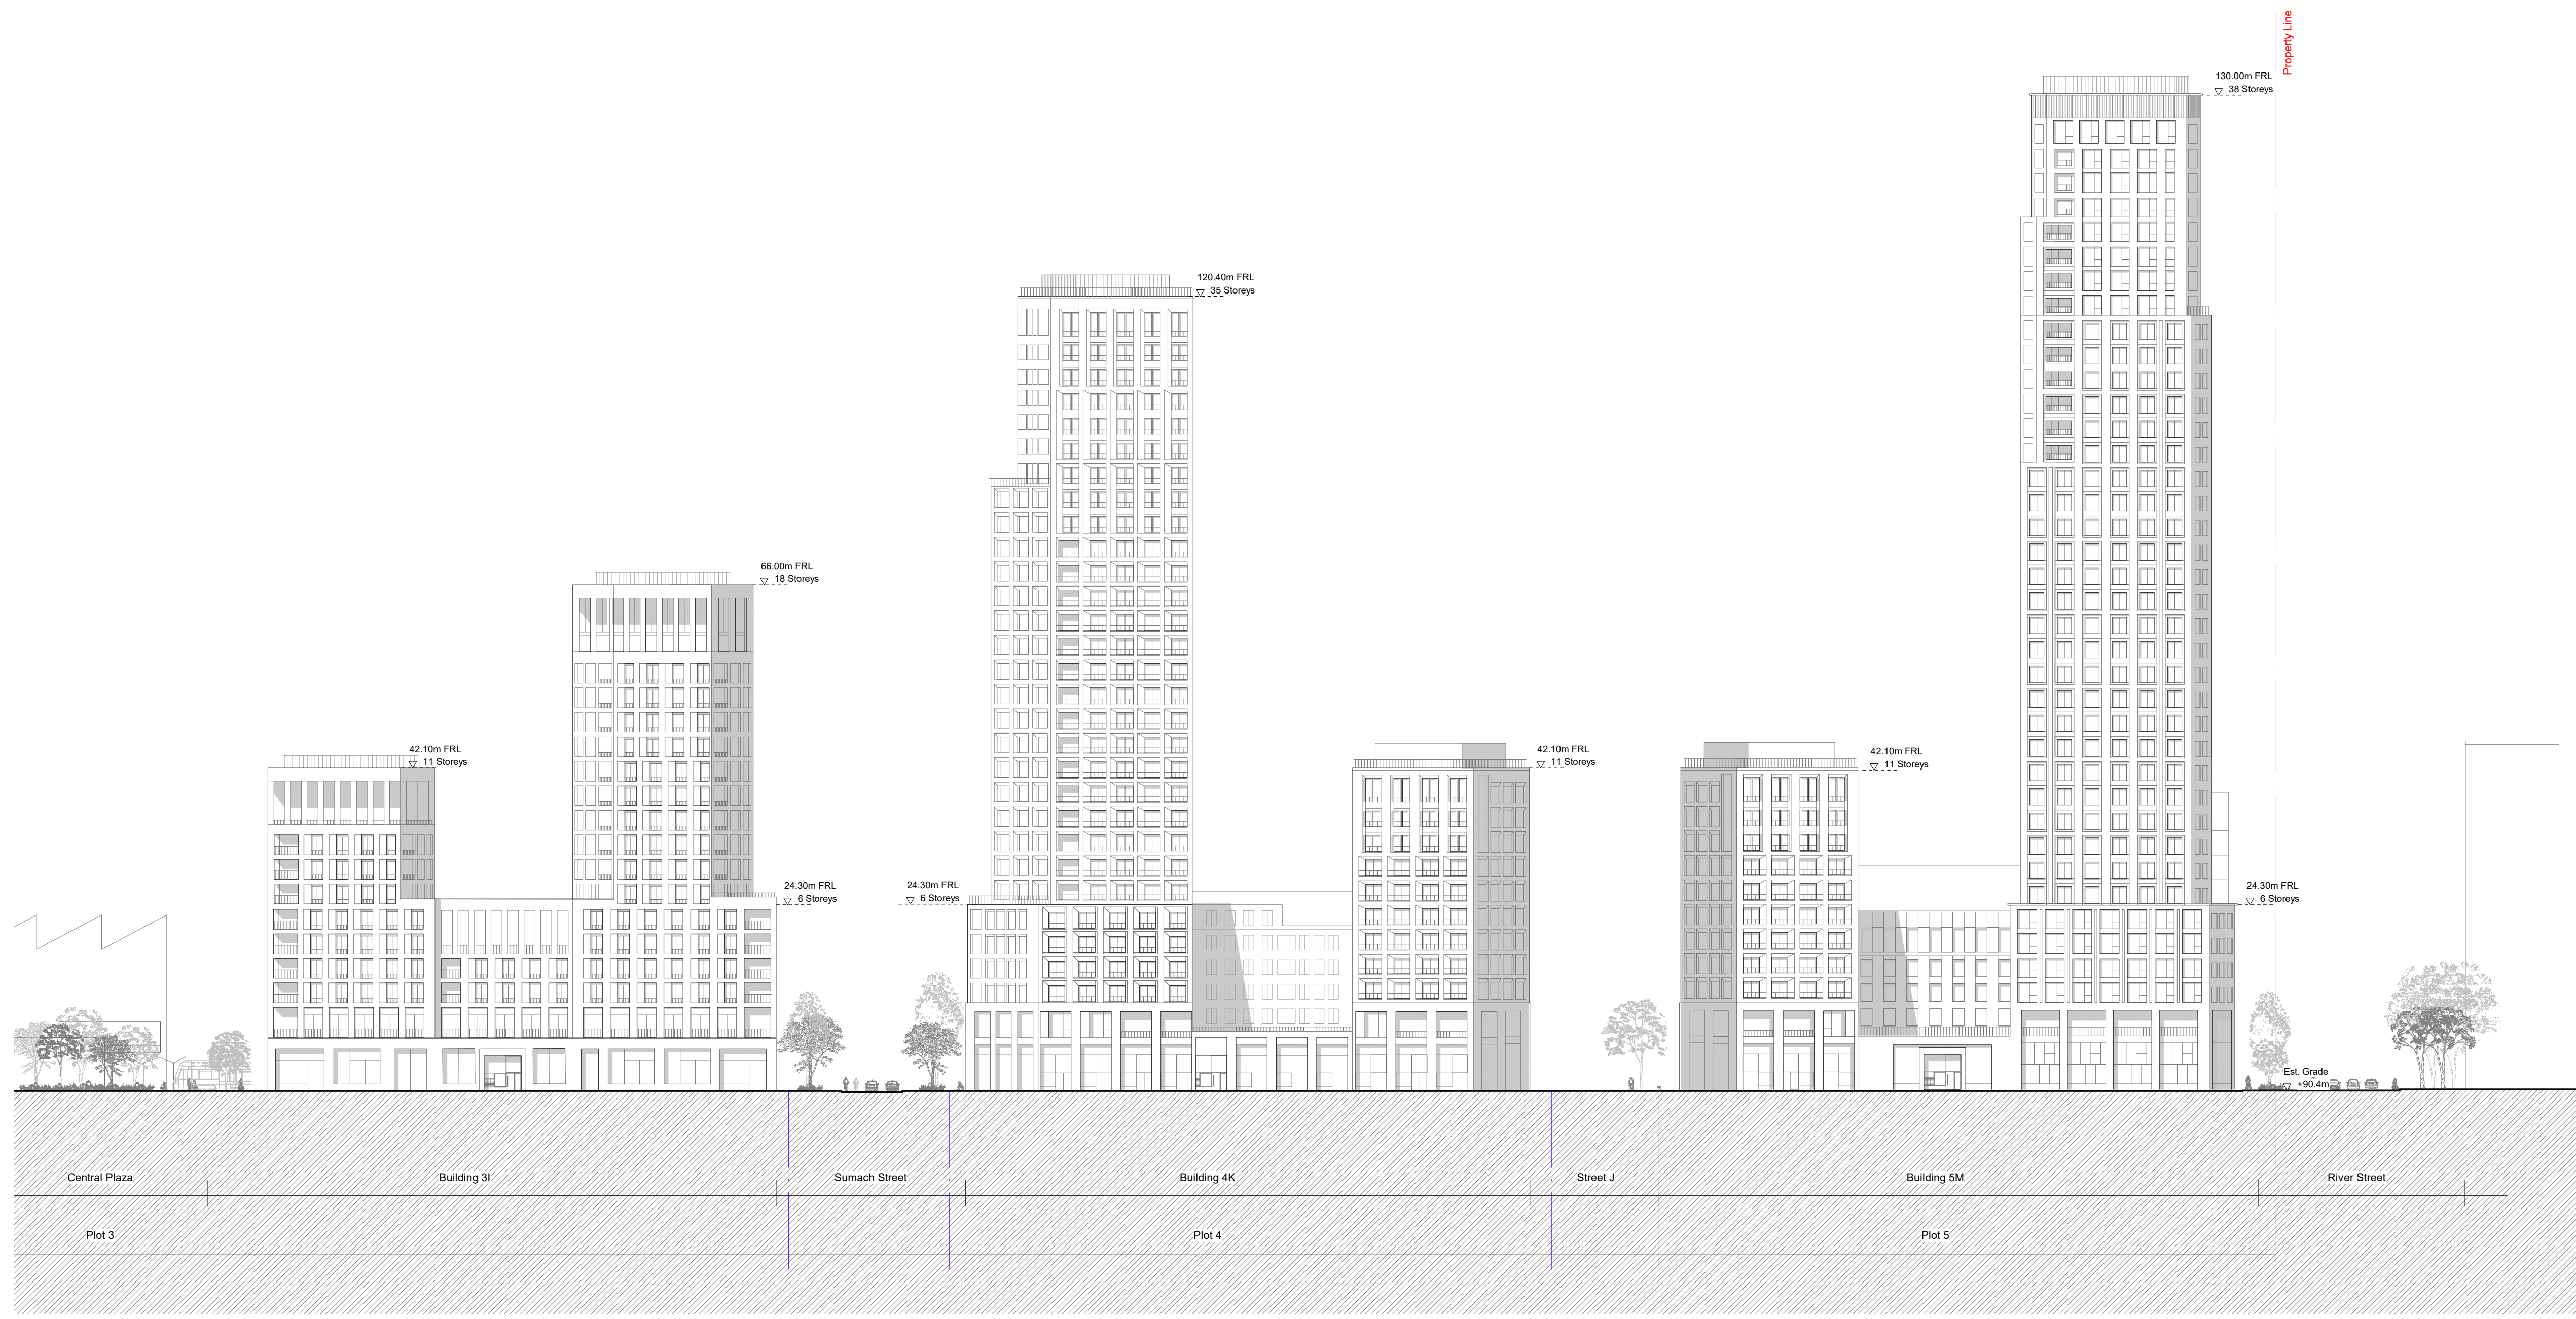 Property Line
130.00m FRL
38 Storeys
120.40m FRL
35 Storeys
66.00m FRL
18 Storeys
42.10m FRL
11 Storeys
42.10m FRL
11 Storeys
42.10m FRL
11 Storeys
24.30m FRL
6 Storeys
24.30m FRL
6 Storeys
24.30m FRL
6 Storeys
Est. Grade
+90.4m
Central Plaza
Building 3I
Sumach Street
Building 4K
Street J
Building 5M
River Street
Plot 3
Plot 4
Plot 5